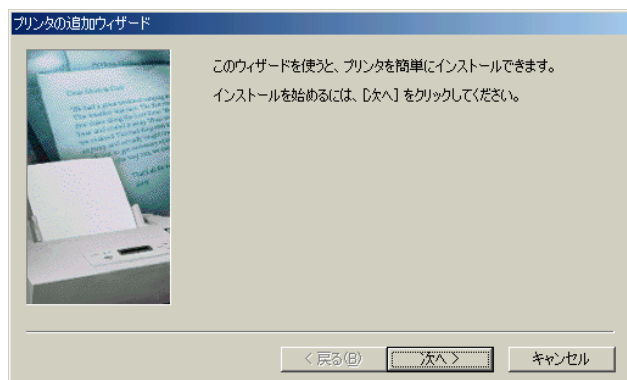 プリンタの追加ウィザード
このウィザードを使うと、プリンタを簡単にインストールできます。
インストールを始めるには、[次へ] をクリックしてください。
< 戻る(B)
次へ >
キャンセル